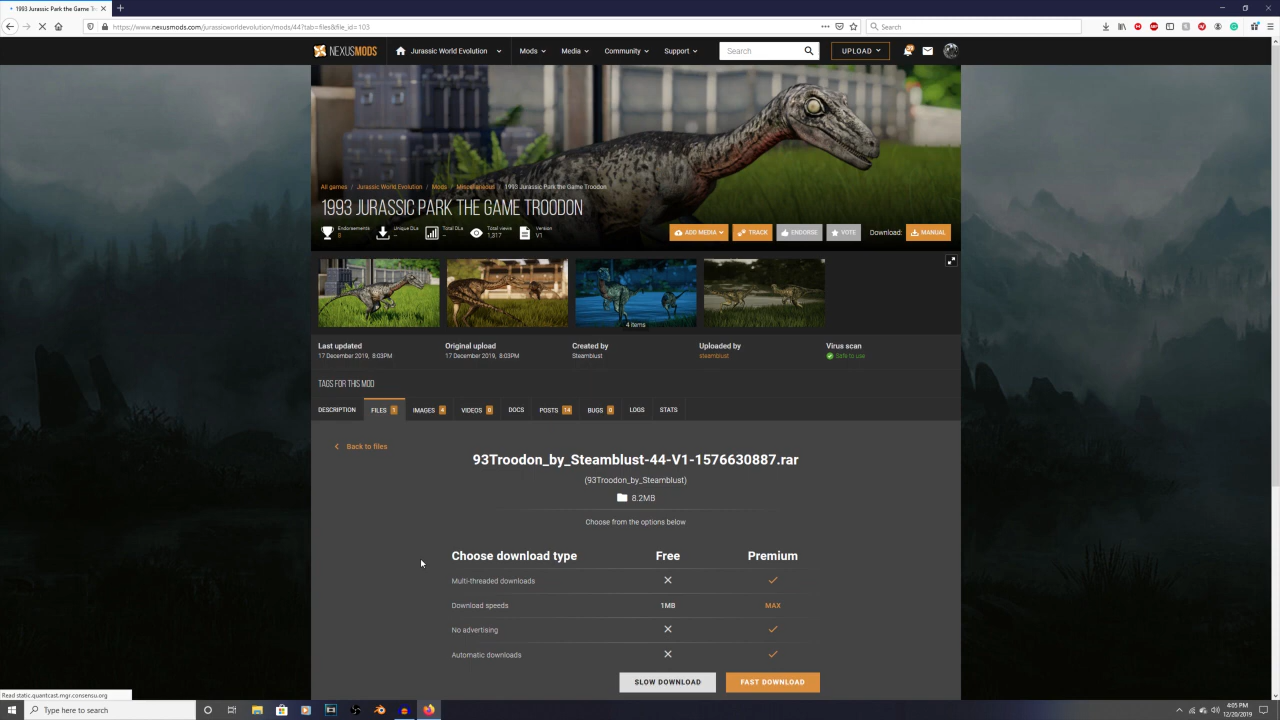 1993 Jurassic Park the Game Tr
https://www.nexusmods.com/jurassicworldevolution/mods/44?tab=files&file_id=103
Search
NEXUSMODS
Jurassic World Evolution
Mods
Media
Community
Support
Search
UPLOAD
All games / Jurassic World Evolution / Mods / Miscellaneous / 1993 Jurassic Park the Game Troodon
1993 JURASSIC PARK THE GAME TROODON
Endorsements
8
Unique DLs
--
Total DLs
--
Total views
1,317
Version
V1
ADD MEDIA
TRACK
ENDORSE
VOTE
Download:
MANUAL
4 items
Last updated
17 December 2019, 8:03PM
Original upload
17 December 2019, 8:03PM
Created by
Steamblust
Uploaded by
steamblust
Virus scan
Safe to use
TAGS FOR THIS MOD
DESCRIPTION
FILES 1
IMAGES 4
VIDEOS 0
DOCS
POSTS 14
BUGS 0
LOGS
STATS
Back to files
93Troodon_by_Steamblust-44-V1-1576630887.rar
(93Troodon_by_Steamblust)
8.2MB
Choose from the options below
Choose download type Free Premium
Multi-threaded downloads
Download speeds 1MB MAX
No advertising
Automatic downloads
SLOW DOWNLOAD
FAST DOWNLOAD
Read static.quantcast.mgr.consensu.org
Type here to search
4:05 PM
12/20/2019